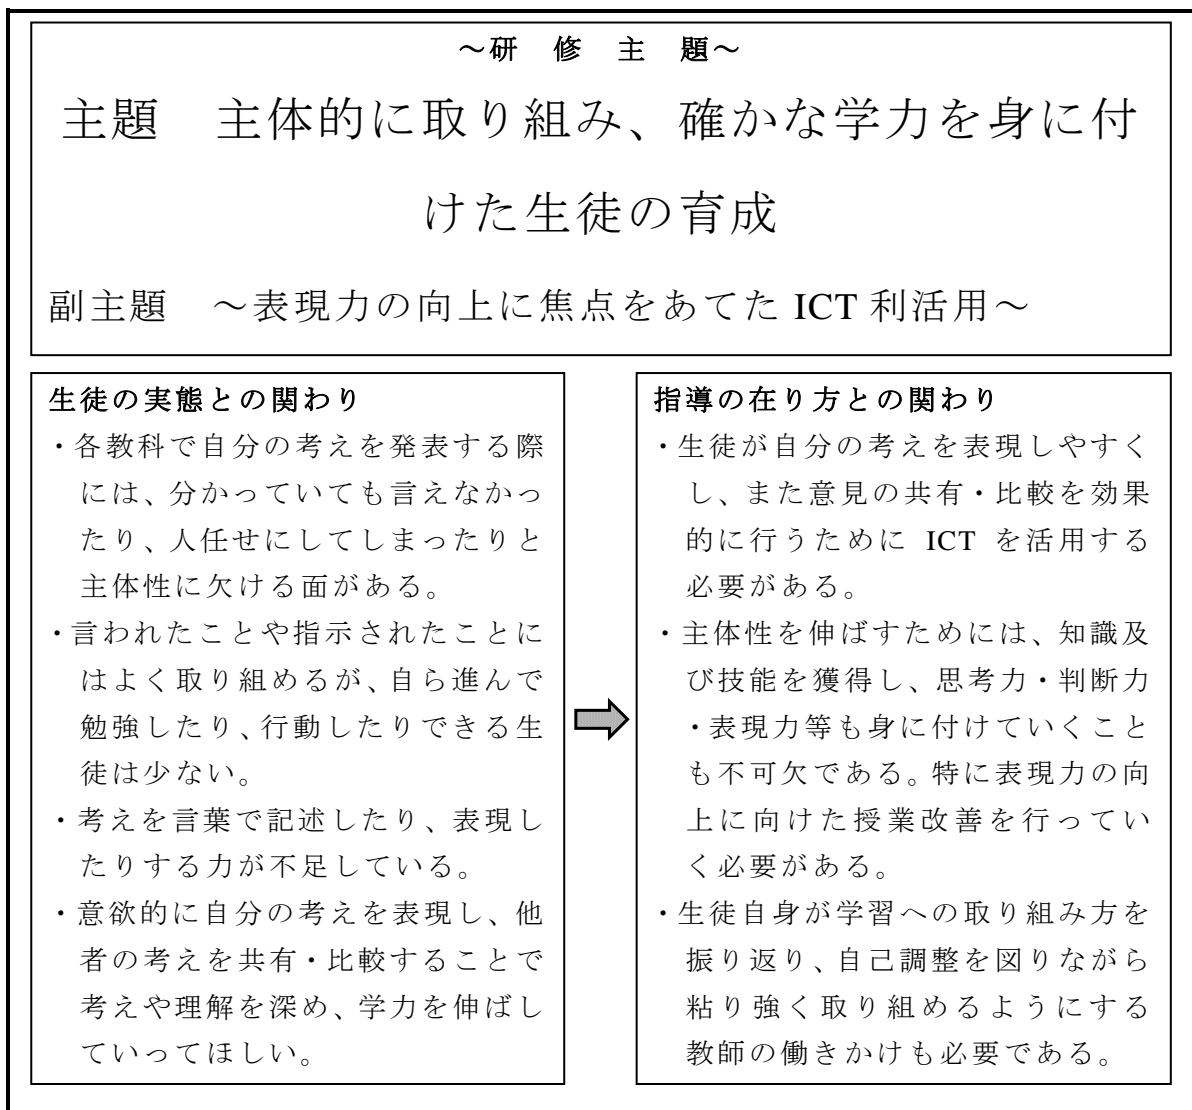 ～研　修　主　題～
主題　主体的に取り組み、確かな学力を身に付
けた生徒の育成
副主題　～表現力の向上に焦点をあてた ICT 利活用～
生徒の実態との関わり
・各教科で自分の考えを発表する際
には、分かっていても言えなかっ
たり、人任せにしてしまったりと
主体性に欠ける面がある。
・言われたことや指示されたことに
はよく取り組めるが、自ら進んで
勉強したり、行動したりできる生
徒は少ない。
・考えを言葉で記述したり、表現し
たりする力が不足している。
・意欲的に自分の考えを表現し、他
者の考えを共有・比較することで
考えや理解を深め、学力を伸ばし
ていってほしい。
指導の在り方との関わり
・生徒が自分の考えを表現しやすく
し、また意見の共有・比較を効果
的に行うために ICT を活用する
必要がある。
・主体性を伸ばすためには、知識及
び技能を獲得し、思考力・判断力
・表現力等も身に付けていくこと
も不可欠である。特に表現力の向
上に向けた授業改善を行ってい
く必要がある。
・生徒自身が学習への取り組み方を
振り返り、自己調整を図りながら
粘り強く取り組めるようにする
教師の働きかけも必要である。